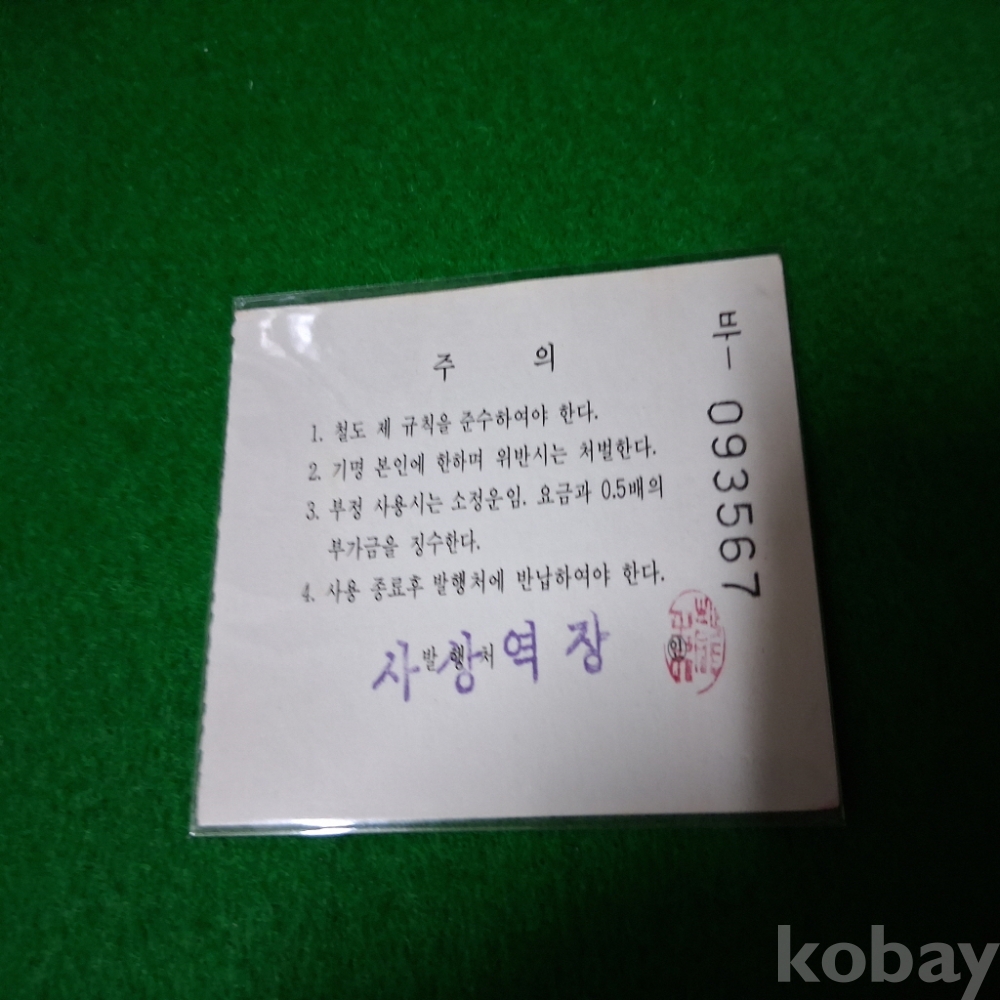 주 의
1. 철도 제 규칙을 준수하여야 한다.
2. 기명 본인에 한하며 위반시는 처벌한다.
3. 부정 사용시는 소정운임. 요금과 0.5배의
부가금을 징수한다.
4. 사용 종료후 발행처에 반납하여야 한다.
발 행 처
사상역장
인
바— 093567
kobay